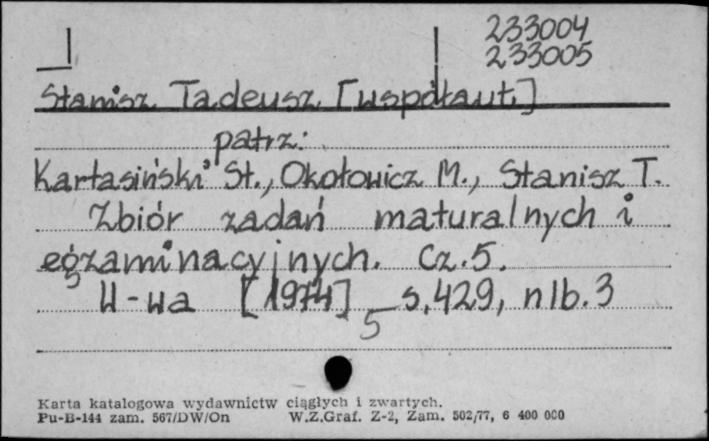 233004
233005
Stanisz Tadeusz [współaut.]
patrz:
Kartasiński St., Okołowicz M., Stanisz T.
Zbiór zadań maturalnych i
egzaminacyjnych. Cz.5.
W-wa [1974] s.429, nlb.3
5
Karta katalogowa wydawnictw ciągłych i zwartych.
Pu-B-144 zam. 567/DW/On W.Z.Graf. Z-2, Zam. 502/77, 6 400 000